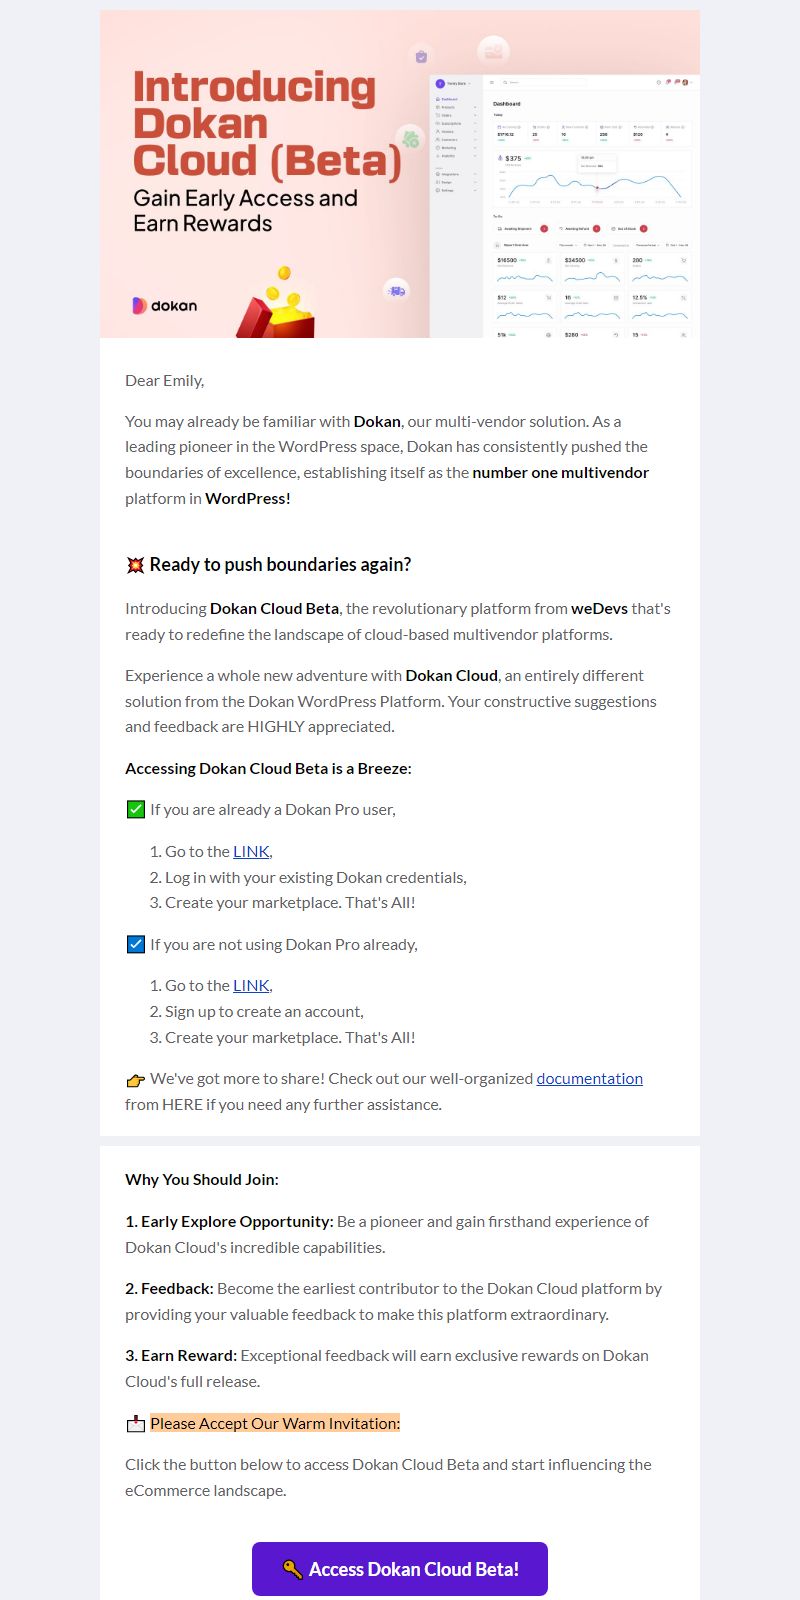 Introducing
Dokan
Cloud (Beta)
Gain Early Access and
Earn Rewards
dokan
Dashboard
Dashboard
$375
$16500
$24500
280
$12
16
12.5%
51k
$280
15
Dear Emily,
You may already be familiar with Dokan, our multi-vendor solution. As a
leading pioneer in the WordPress space, Dokan has consistently pushed the
boundaries of excellence, establishing itself as the number one multivendor
platform in WordPress!
💥 Ready to push boundaries again?
Introducing Dokan Cloud Beta, the revolutionary platform from weDevs that's
ready to redefine the landscape of cloud-based multivendor platforms.
Experience a whole new adventure with Dokan Cloud, an entirely different
solution from the Dokan WordPress Platform. Your constructive suggestions
and feedback are HIGHLY appreciated.
Accessing Dokan Cloud Beta is a Breeze:
✅ If you are already a Dokan Pro user,
1. Go to the LINK,
2. Log in with your existing Dokan credentials,
3. Create your marketplace. That's All!
☑️ If you are not using Dokan Pro already,
1. Go to the LINK,
2. Sign up to create an account,
3. Create your marketplace. That's All!
👉 We've got more to share! Check out our well-organized documentation
from HERE if you need any further assistance.
Why You Should Join:
1. Early Explore Opportunity: Be a pioneer and gain firsthand experience of
Dokan Cloud's incredible capabilities.
2. Feedback: Become the earliest contributor to the Dokan Cloud platform by
providing your valuable feedback to make this platform extraordinary.
3. Earn Reward: Exceptional feedback will earn exclusive rewards on Dokan
Cloud's full release.
📩 Please Accept Our Warm Invitation:
Click the button below to access Dokan Cloud Beta and start influencing the
eCommerce landscape.
🔑 Access Dokan Cloud Beta!